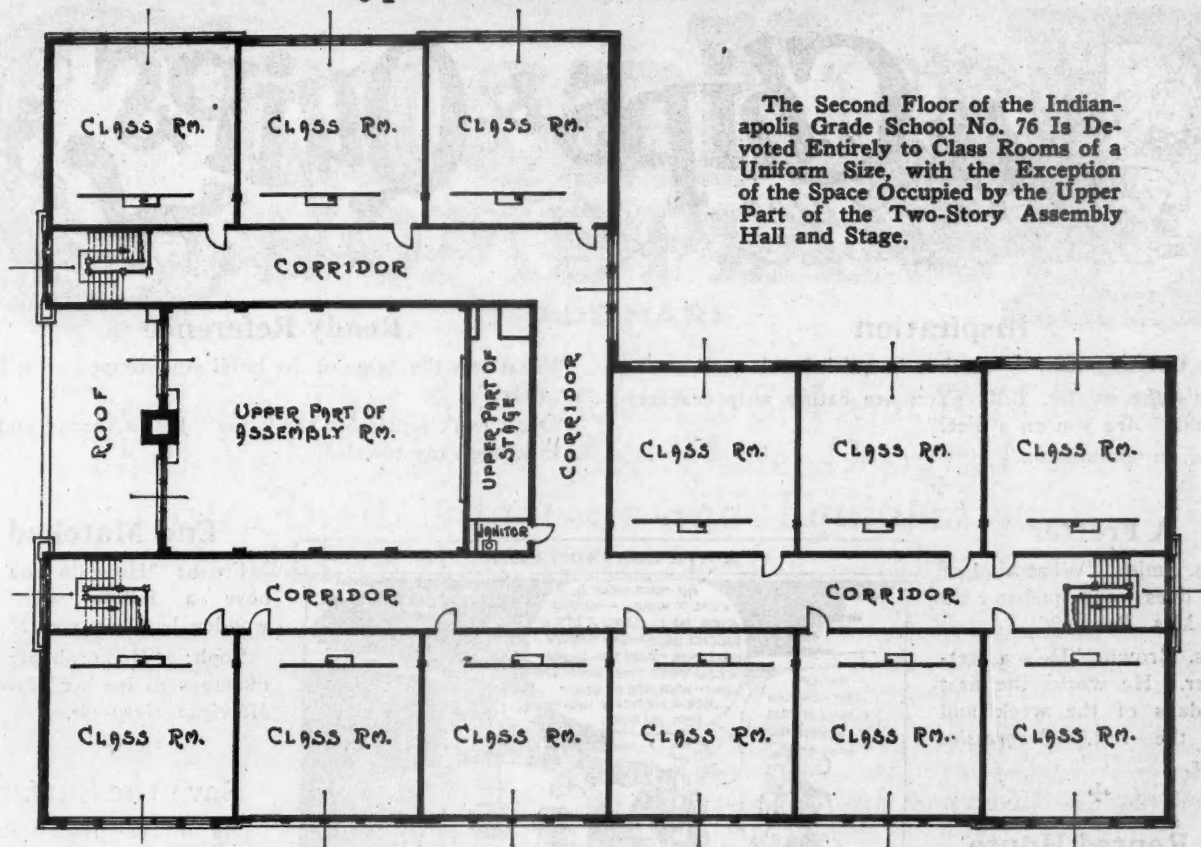 CLASS RM.
CLASS RM.
CLASS RM.
The Second Floor of the Indian-
apolis Grade School No. 76 Is De-
voted Entirely to Class Rooms of a
Uniform Size, with the Exception
of the Space Occupied by the Upper
Part of the Two-Story Assembly
Hall and Stage.
CORRIDOR
Inspiration
Ready Reference
ROOF
UPPER PART OF
ASSEMBLY RM.
UPPER PART OF
STAGE
CORRIDOR
CLASS RM.
CLASS RM.
CLASS RM.
JANITOR
CORRIDOR
CORRIDOR
CLASS RM.
CLASS RM.
CLASS RM.
CLASS RM.
CLASS RM.
CLASS RM.